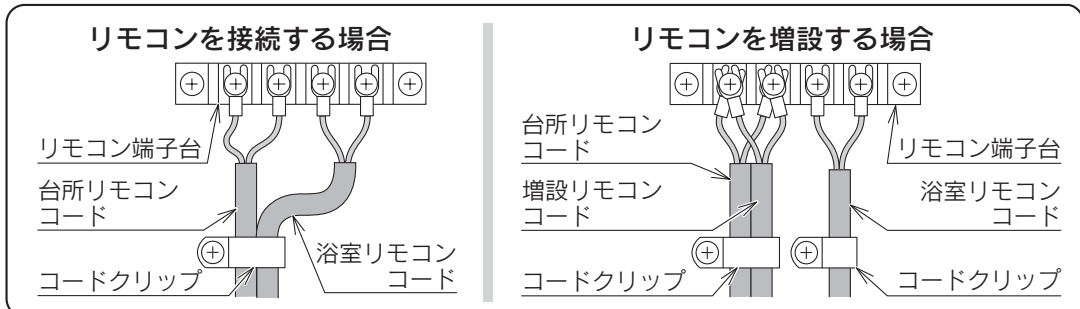 リモコンを接続する場合
リモコン端子台
台所リモコン
コード
コードクリップ
浴室リモコン
コード
リモコンを増設する場合
台所リモコン
コード
増設リモコン
コード
コードクリップ
リモコン端子台
浴室リモコン
コード
コードクリップ